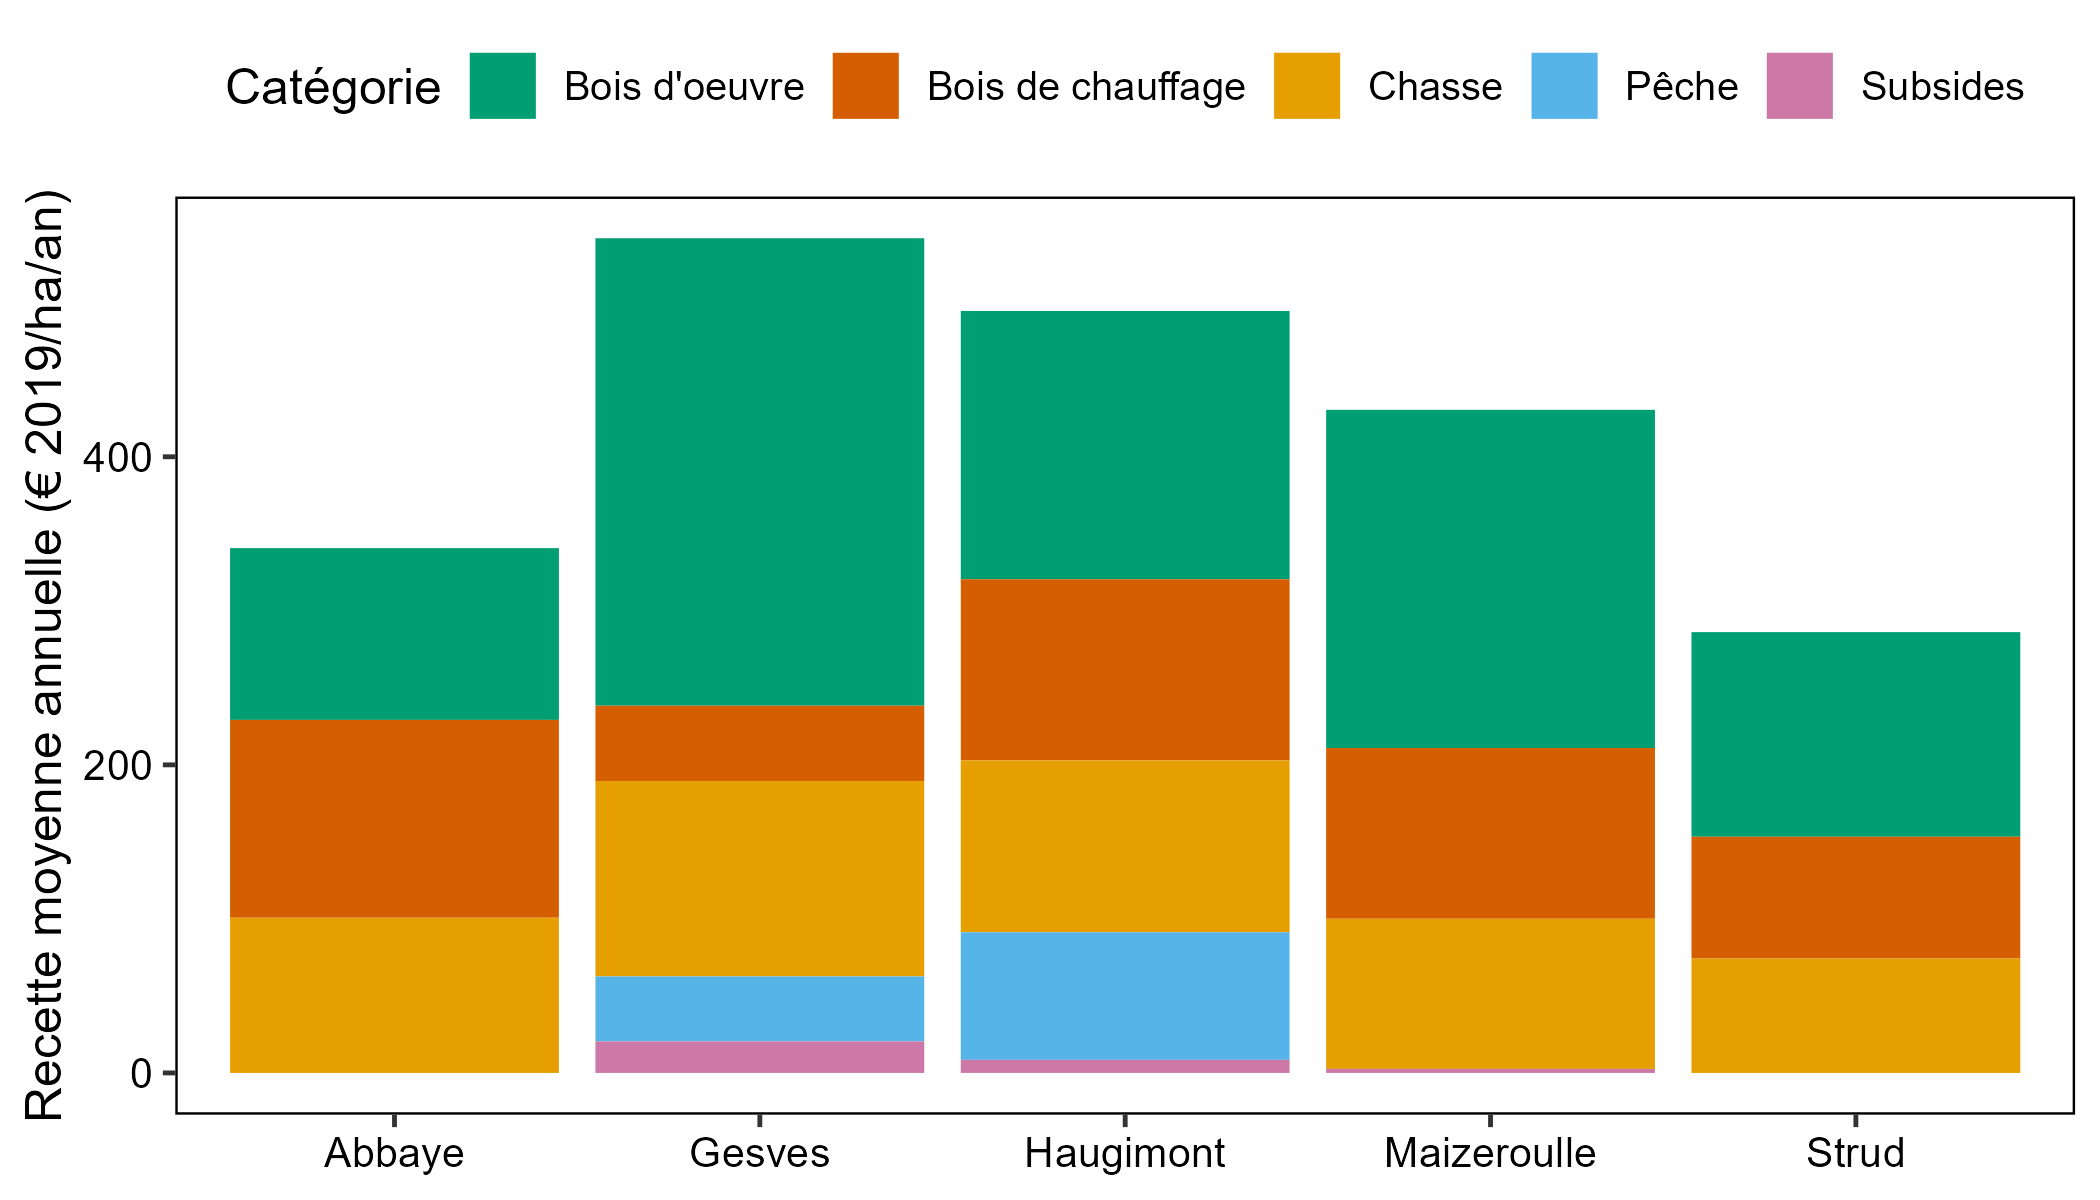 Catégorie Bois d'oeuvre Bois de chauffage Chasse Pêche Subsides
Recette moyenne annuelle (€ 2019/ha/an)
400
200
0
Abbaye Gesves Haugimont Maizeroulle Strud